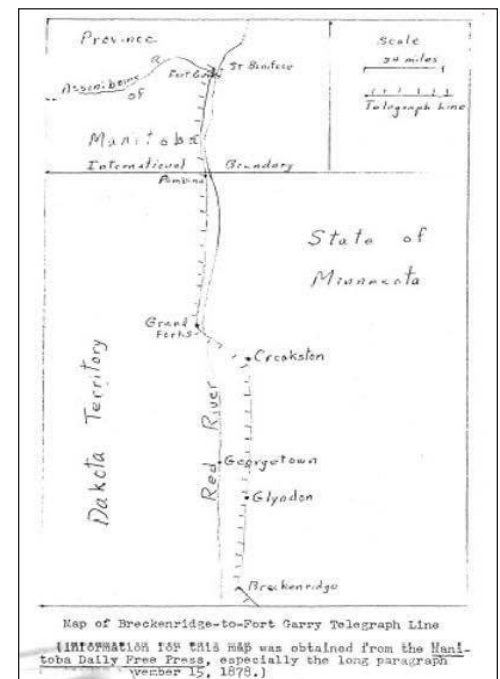 Province
Scale
24 miles
Telegraph Line
Assiniboine R
of
Fort Garry
St Boniface
Manitoba
International Boundary
Pembina
State of
Minnesota
Grand
Forks
Crookston
Dakota Territory
Red River
Georgetown
Glyndon
Breckenridge
Map of Breckenridge-to-Fort Garry Telegraph Line
(Information for this map was obtained from the Mani-
toba Daily Free Press, especially the long paragraph
vember 15, 1878.)